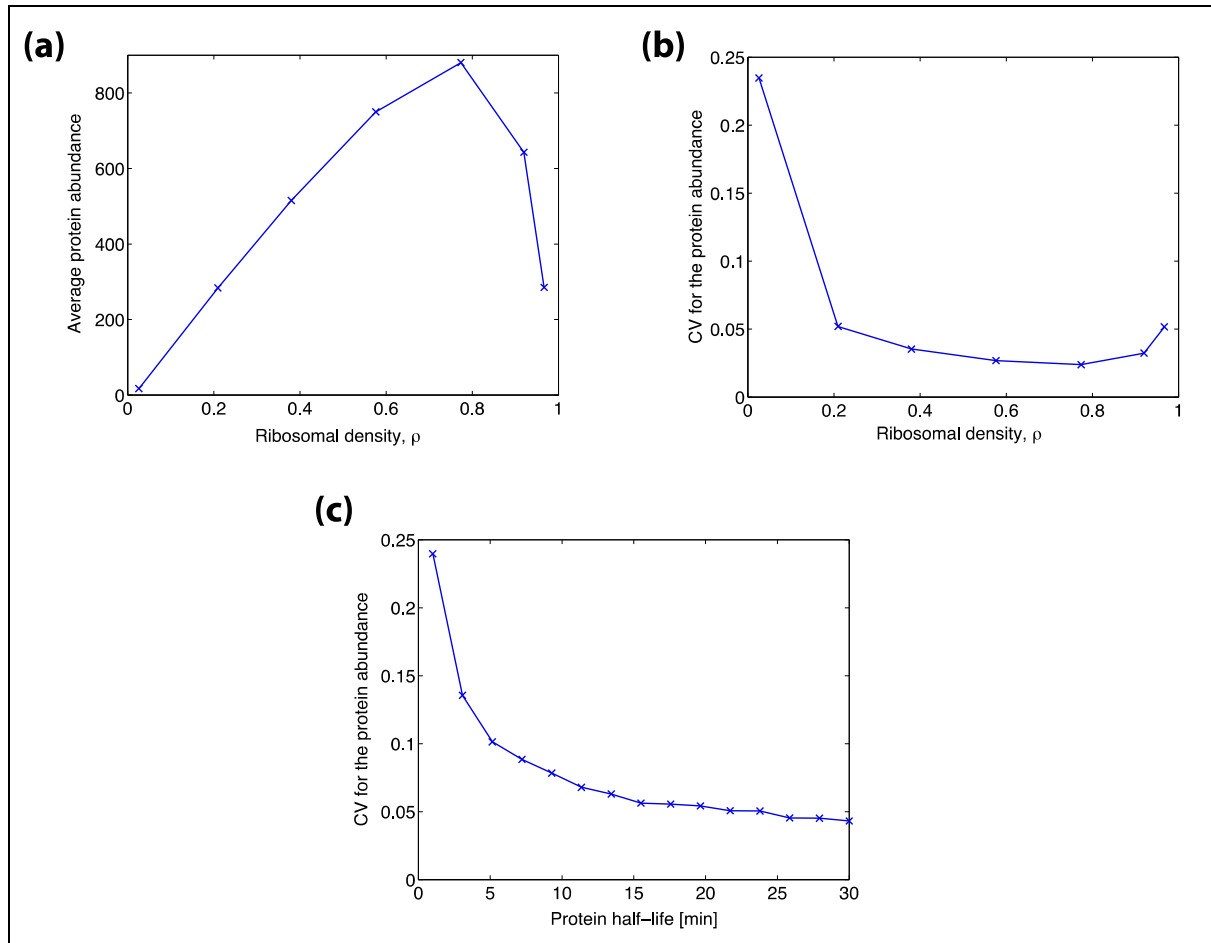 (a)
800
600
400
200
0
0 0.2 0.4 0.6 0.8 1
Average protein abundance
Ribosomal density, ρ
(b)
0.25
0.2
0.15
0.1
0.05
0
0 0.2 0.4 0.6 0.8 1
CV for the protein abundance
Ribosomal density, ρ
(c)
0.25
0.2
0.15
0.1
0.05
0
0 5 10 15 20 25 30
CV for the protein abundance
Protein half−life [min]